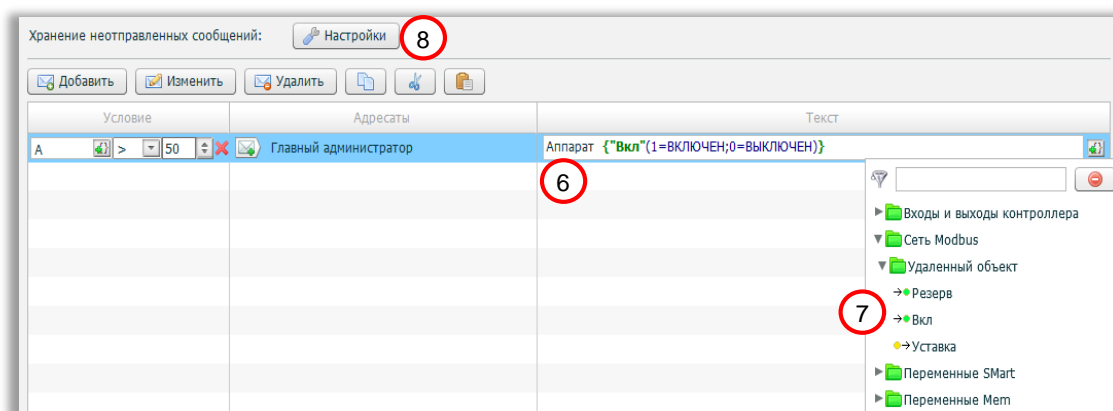 Хранение неотправленных сообщений: Настройки 8
Добавить Изменить Удалить
Условие Адресаты Текст
A > 50 Главный администратор Аппарат {"Вкл"(1=ВКЛЮЧЕН;0=ВЫКЛЮЧЕН)}
6
Входы и выходы контроллера
Сеть Modbus
Удаленный объект
Резерв
7
Вкл
Уставка
Переменные SMart
Переменные Mem